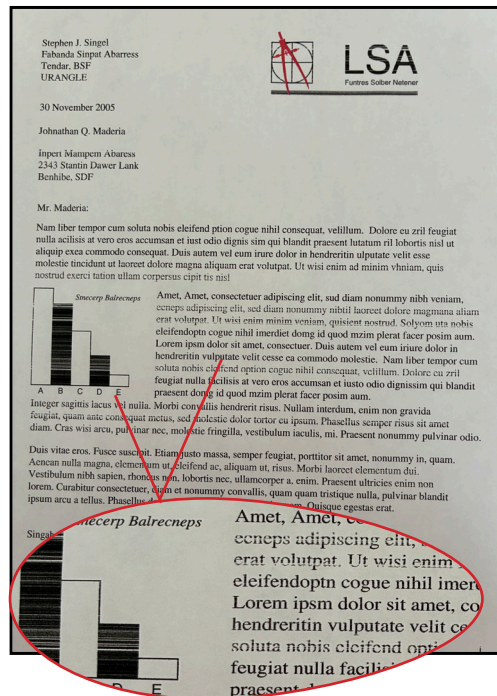 Stephen J. Singel
Fabanda Sinpat Abarress
Tendar, BSF
URANGLE
LSA
Funtres Solber Netener
30 November 2005
Johnathan Q. Maderia
Inpert Mampem Abaress
2343 Stantin Dawer Lank
Benhibe, SDF
Mr. Maderia:
Nam liber tempor cum soluta nobis eleifend ption cogue nihil consequat, velillum. Dolore eu zril feugiat
nulla acilisis at vero eros accumsan et iust odio dignis sim qui blandit praesent lutatum ril lobortis nisl ut
aliquip exea commodo consequat. Duis autem vel eum irure dolor in hendreritin ulputate velit esse
molestie tincidunt ut laoreet dolore magna aliquam erat volutpat. Ut wisi enim ad minim vhniam, quis
nostrud exerci tation ullam corpersus cipit tis nisl
Smecerp Balrecneps
A B C D E
Amet, Amet, consectetuer adipiscing elit, sud diam nonummy nibh veniam,
ecneps adipiscing elit, sed diam nonummy nibtil laoreet dolore magmana aliam
erat volutpat. Ut wisi enim minim veniam, quisient nostrud. Solyom uta nobis
eleifendoptn cogue nihil imerdiet dong id quod mzim plerat facer posim aum.
Lorem ipsm dolor sit amet, consectuer. Duis autem vel eum iriure dolor in
hendreritin vulputate velit cesse ea commodo molestie. Nam liber tempor cum
soluta nobis eleifend option cogue nihil consequat, velillum. Dolore eu zril
feugiat nulla facilisis at vero eros accumsan et iusto odio dignissim qui blandit
praesent dong id quod mzim plerat facer posim aum.
Integer sagittis lacus vel nulla. Morbi convallis hendrerit risus. Nullam interdum, enim non gravida
feugiat, quam ante consequat metus, sed molestic dolor tortor eu ipsum. Phasellus semper risus sit amet
diam. Cras wisi arcu, pulvinar nec, molestie fringilla, vestibulum iaculis, mi. Praesent nonummy pulvinar odio.
Duis vitae eros. Fusce suscipit. Etiam justo massa, semper feugiat, porttitor sit amet, nonummy in, quam.
Aenean nulla magna, elementum ut, eleifend ac, aliquam ut, risus. Morbi laoreet elementum dui.
Vestibulum nibh sapien, rhoncus non, lobortis nec, ullamcorper a, enim. Praesent ultricies enim non
lorem. Curabitur consectetuer, diam et nonummy convallis, quam quam tristique nulla, pulvinar blandit
ipsum arcu a tellus. Phasellus Quisque egestas erat.
Balrecneps
D E
Amet, Amet,
ecneps adipiscing elit,
erat volutpat. Ut wisi enim
eleifendoptn cogue nihil
Lorem ipsm dolor sit amet,
hendreritin vulputate velit
soluta nobis eleifend
feugiat nulla
praesent